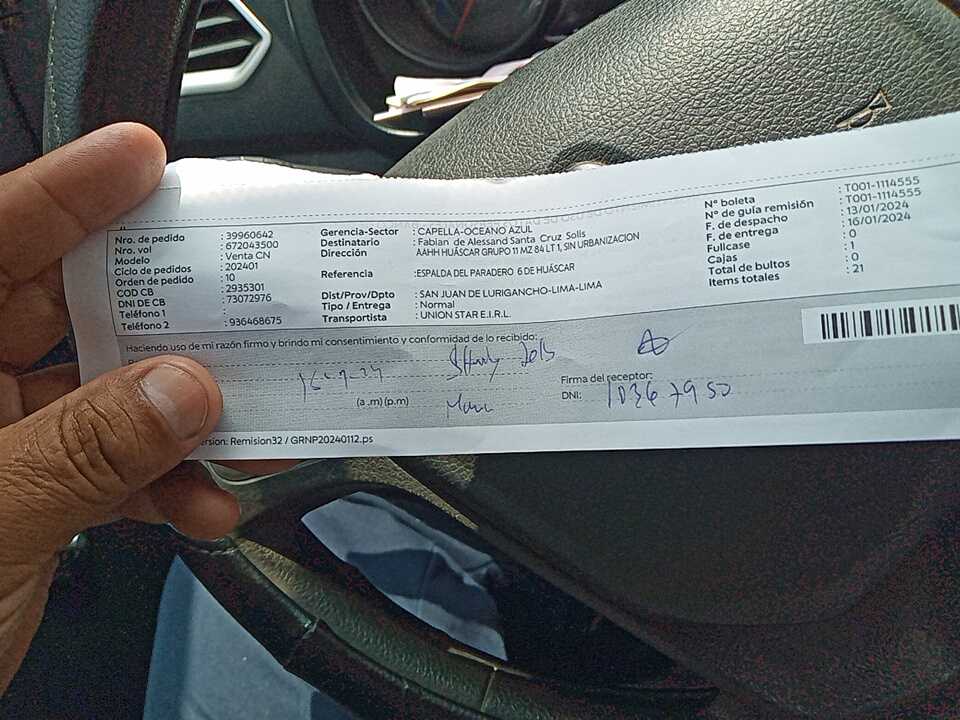 Nro. de pedido : 39960642
Nro. vol : 672043500
Modelo : Venta CN
Ciclo de pedidos : 202401
Orden de pedido : 10
COD CB : 2935301
DNI DE CB : 73072976
Teléfono 1 :
Teléfono 2 : 936468675
Gerencia-Sector : CAPELLA-OCEANO AZUL
Destinatario : Fabian de Alessand Santa Cruz Solis
Dirección AAHH HUÁSCAR GRUPO 11 MZ 84 LT 1, SIN URBANIZACION
Referencia : ESPALDA DEL PARADERO 6 DE HUÁSCAR
Dist/Prov/Dpto : SAN JUAN DE LURIGANCHO-LIMA-LIMA
Tipo / Entrega : Normal
Transportista : UNION STAR E.I.R.L.
N° boleta : T001-1114555
N° de guía remisión : T001-1114555
F. de despacho : 13/01/2024
F. de entrega : 16/01/2024
Fullcase : 0
Cajas : 1
Total de bultos : 0
Items totales : 21
Haciendo uso de mi razón firmo y brindo mi consentimiento y conformidad de lo recibido:
(a .m) (p.m)
Firma del receptor:
DNI: 10367950
ersion: Remision32 / GRNP20240112.ps